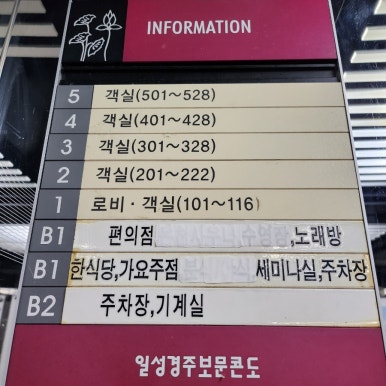 INFORMATION
5 객실(501~528)
4 객실(401~428)
3 객실(301~328)
2 객실(201~222)
1 로비·객실(101~116)
B1 편의점, 수영장,노래방
B1 한식당,가요주점 세미나실,주차장
B2 주차장,기계실
일성경주보문콘도